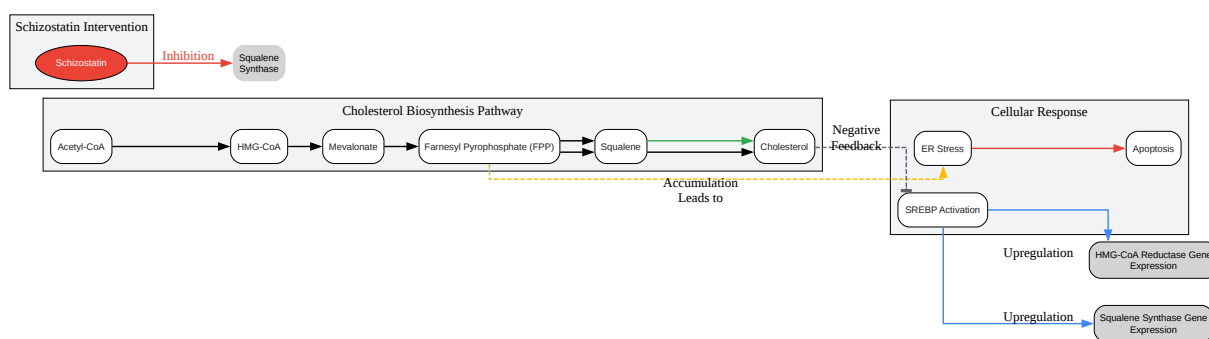 Schizostatin Intervention
Schizostatin
Inhibition
Squalene
Synthase
Cholesterol Biosynthesis Pathway
Acetyl-CoA
HMG-CoA
Mevalonate
Farnesyl Pyrophosphate (FPP)
Squalene
Cholesterol
Negative
Feedback
Accumulation
Leads to
Cellular Response
ER Stress
Apoptosis
SREBP Activation
Upregulation
HMG-CoA Reductase Gene
Expression
Upregulation
Squalene Synthase Gene
Expression